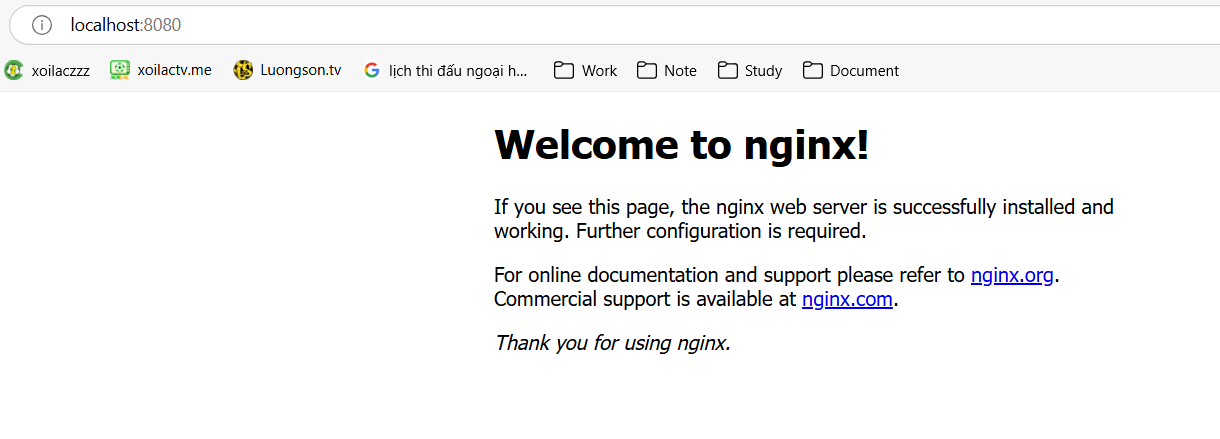 localhost:8080
xoilaczzz xoilactv.me Luongson.tv lịch thi đấu ngoại h... Work Note Study Document
Welcome to nginx!
If you see this page, the nginx web server is successfully installed and
working. Further configuration is required.
For online documentation and support please refer to nginx.org.
Commercial support is available at nginx.com.
Thank you for using nginx.